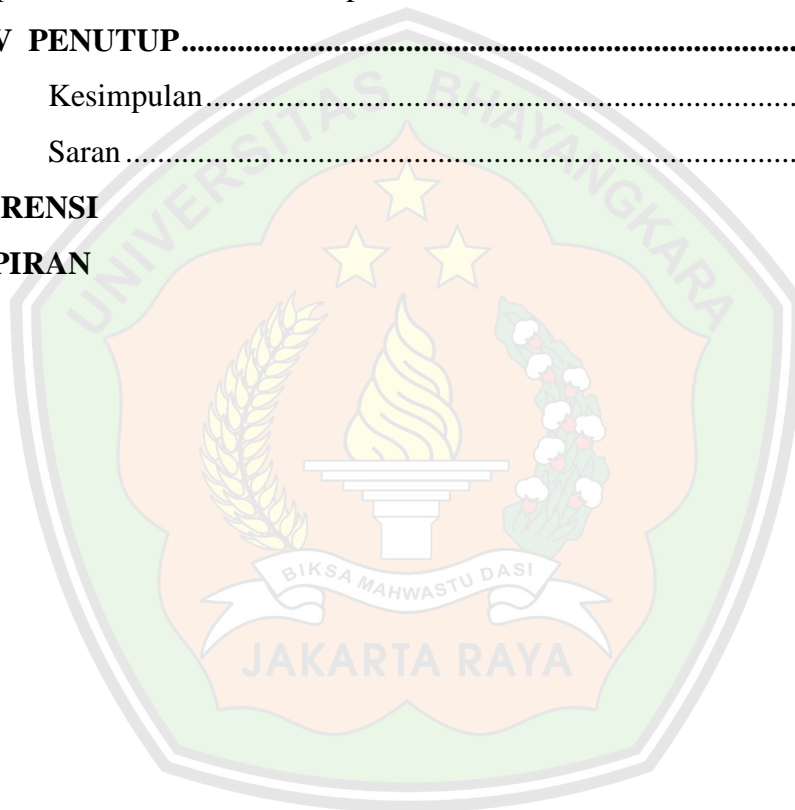 V PENUTUP........................................................................
Kesimpulan........................................................................
Saran........................................................................
RENSI
PIRAN
UNIVERSITAS BHAYANGKARA
BIKSA MAHWASTU DASI
JAKARTA RAYA